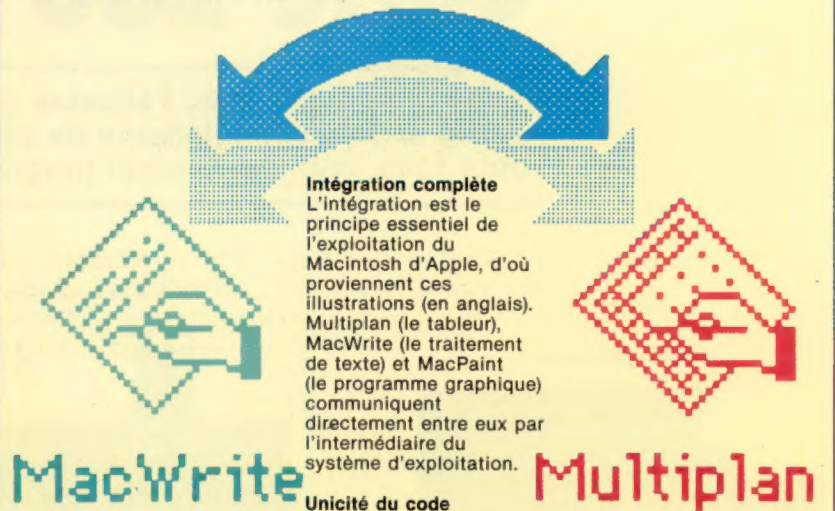 Intégration complète
L'intégration est le
principe essentiel de
l'exploitation du
Macintosh d'Apple, d'où
proviennent ces
illustrations (en anglais).
Multiplan (le tableur),
MacWrite (le traitement
de texte) et MacPaint
(le programme graphique)
communiquent
directement entre eux par
l'intermédiaire du
système d'exploitation.
MacWrite
Multiplan
Unicité du code